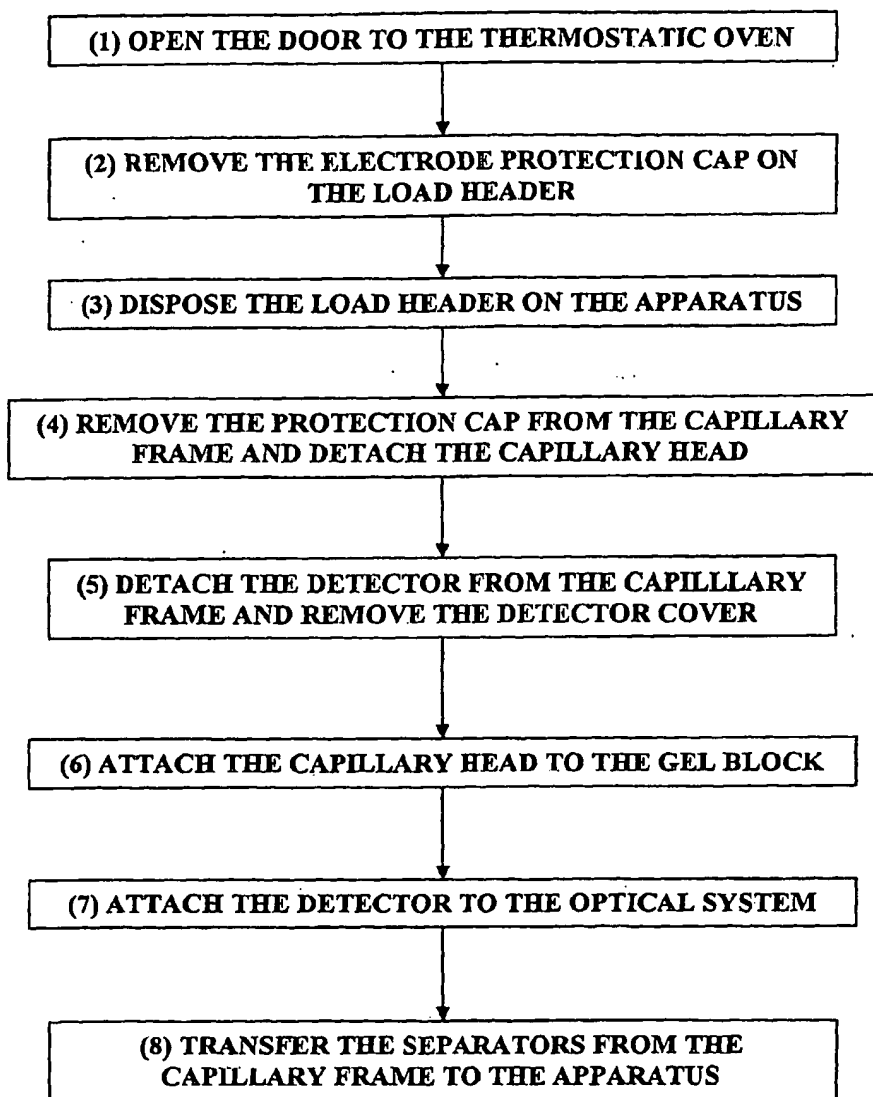 (1) OPEN THE DOOR TO THE THERMOSTATIC OVEN
(2) REMOVE THE ELECTRODE PROTECTION CAP ON
THE LOAD HEADER
(3) DISPOSE THE LOAD HEADER ON THE APPARATUS
(4) REMOVE THE PROTECTION CAP FROM THE CAPILLARY
FRAME AND DETACH THE CAPILLARY HEAD
(5) DETACH THE DETECTOR FROM THE CAPILLLARY
FRAME AND REMOVE THE DETECTOR COVER
(6) ATTACH THE CAPILLARY HEAD TO THE GEL BLOCK
(7) ATTACH THE DETECTOR TO THE OPTICAL SYSTEM
(8) TRANSFER THE SEPARATORS FROM THE
CAPILLARY FRAME TO THE APPARATUS